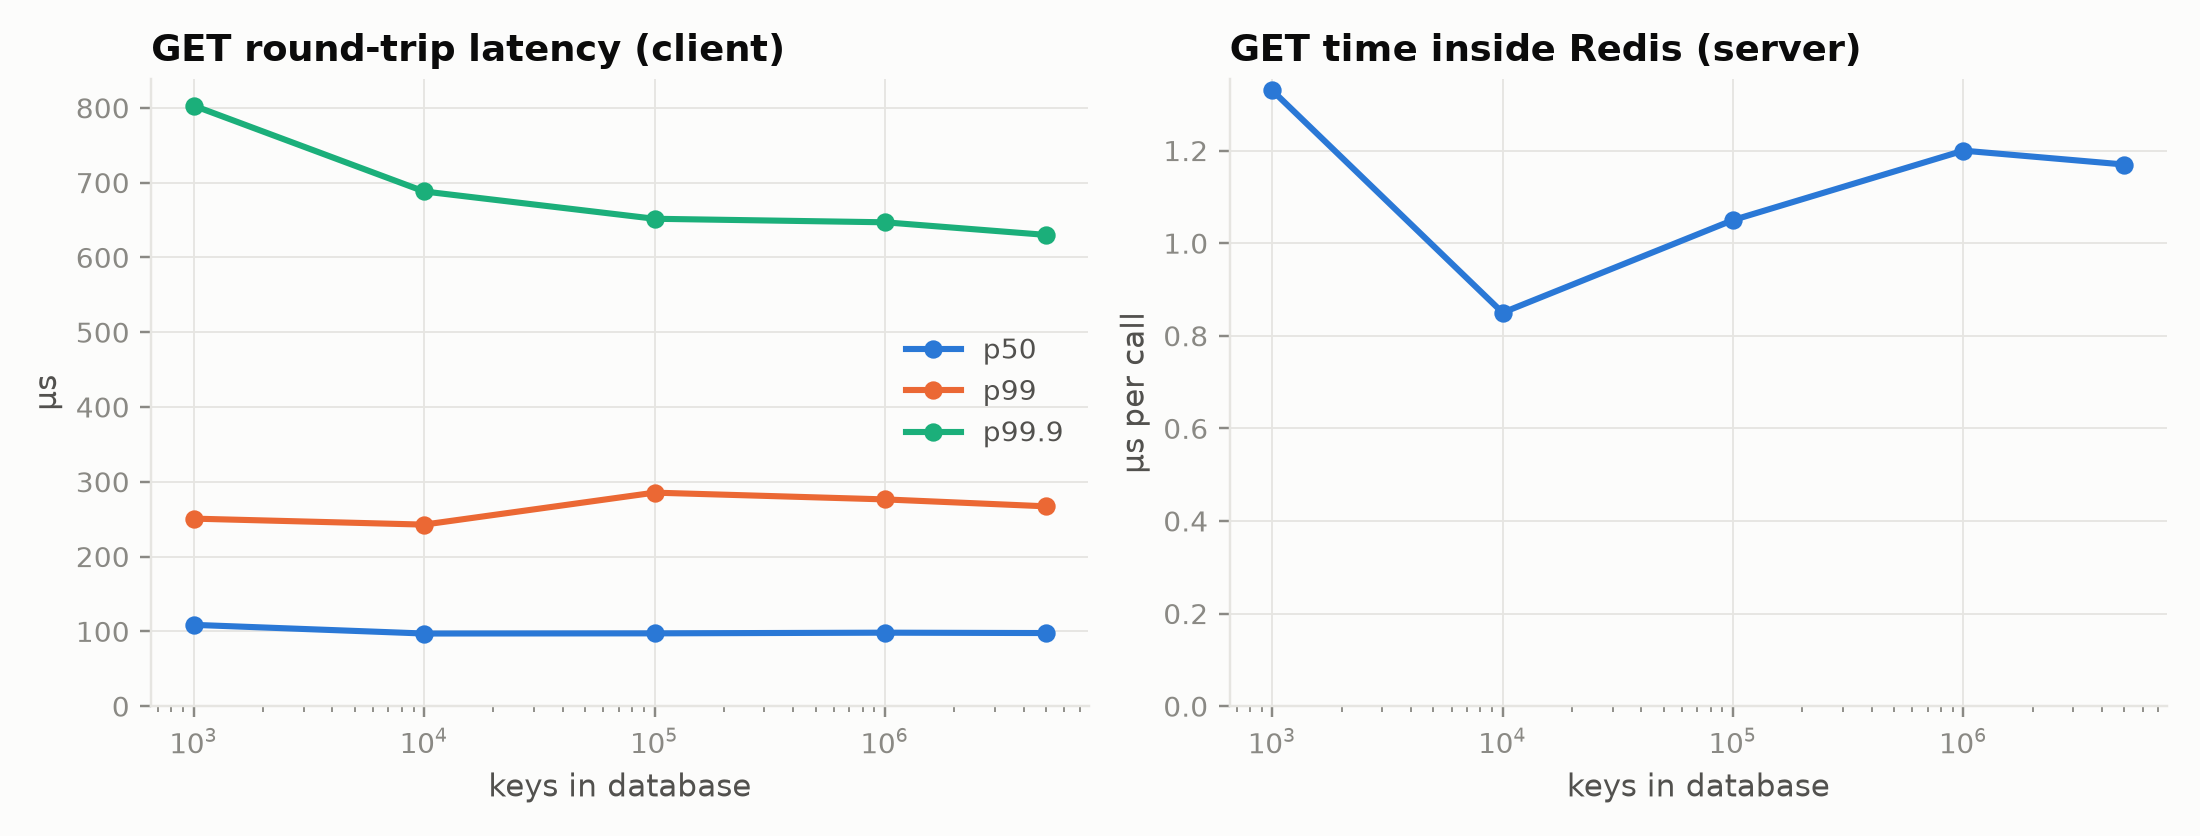 GET round-trip latency (client)
800
700
600
500
400
300
200
100
0
µs
p50
p99
p99.9
10³
10⁴
10⁵
10⁶
keys in database
GET time inside Redis (server)
1.2
1.0
0.8
0.6
0.4
0.2
0.0
µs per call
10³
10⁴
10⁵
10⁶
keys in database